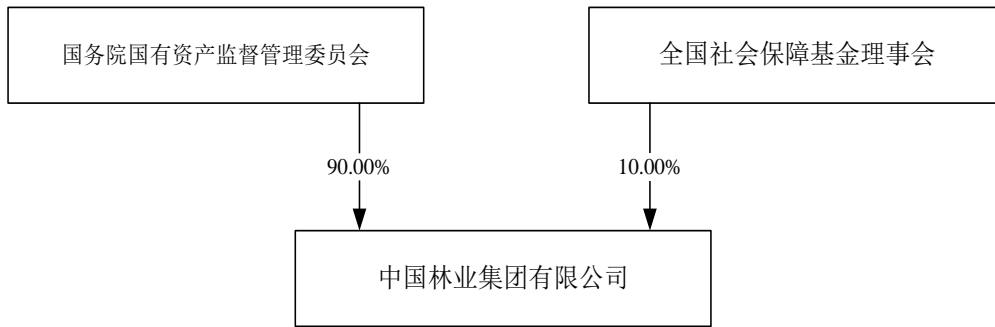 国务院国有资产监督管理委员会
全国社会保障基金理事会
90.00%
10.00%
中国林业集团有限公司